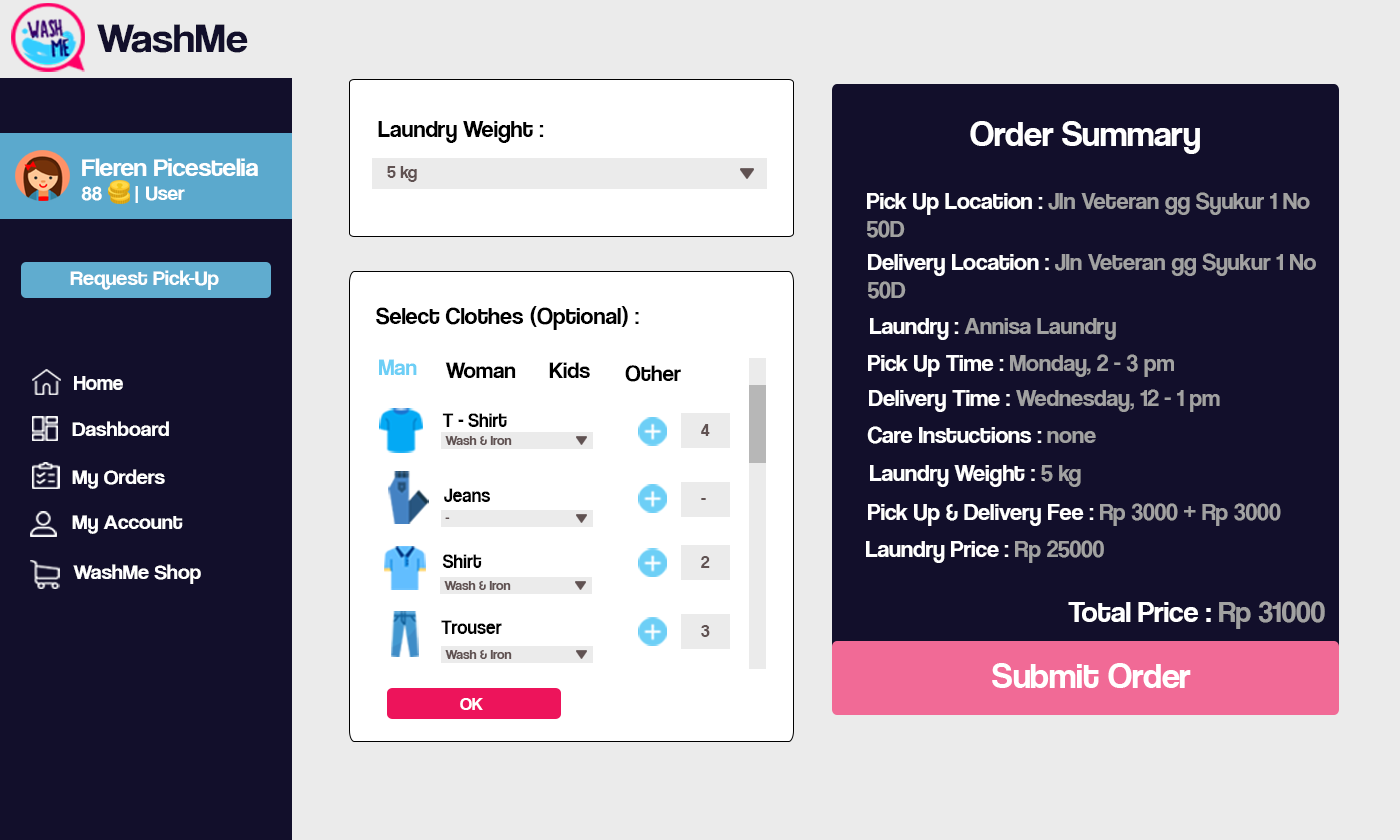 WASH
ME
WashMe
Fleren Picestelia
88 | User
Request Pick-Up
Home
Dashboard
My Orders
My Account
WashMe Shop
Laundry Weight :
5 kg
Select Clothes (Optional) :
Man Woman Kids Other
T - Shirt
Wash & Iron
4
Jeans
-
-
Shirt
Wash & Iron
2
Trouser
Wash & Iron
3
OK
Order Summary
Pick Up Location : Jln Veteran gg Syukur 1 No
50D
Delivery Location : Jln Veteran gg Syukur 1 No
50D
Laundry : Annisa Laundry
Pick Up Time : Monday, 2 - 3 pm
Delivery Time : Wednesday, 12 - 1 pm
Care Instuctions : none
Laundry Weight : 5 kg
Pick Up & Delivery Fee : Rp 3000 + Rp 3000
Laundry Price : Rp 25000
Total Price : Rp 31000
Submit Order